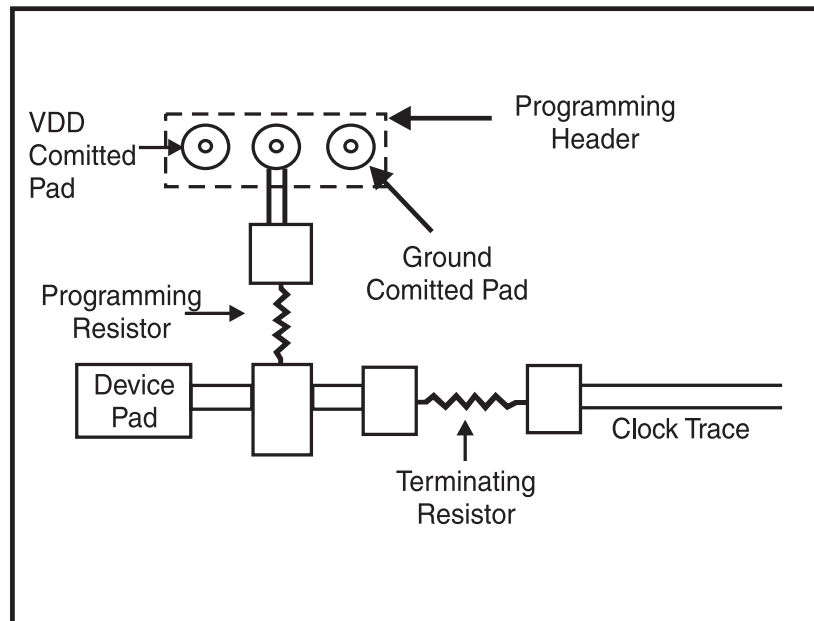 VDD
Comitted
Pad
Programming
Header
Ground
Comitted Pad
Programming
Resistor
Device
Pad
Clock Trace
Terminating
Resistor